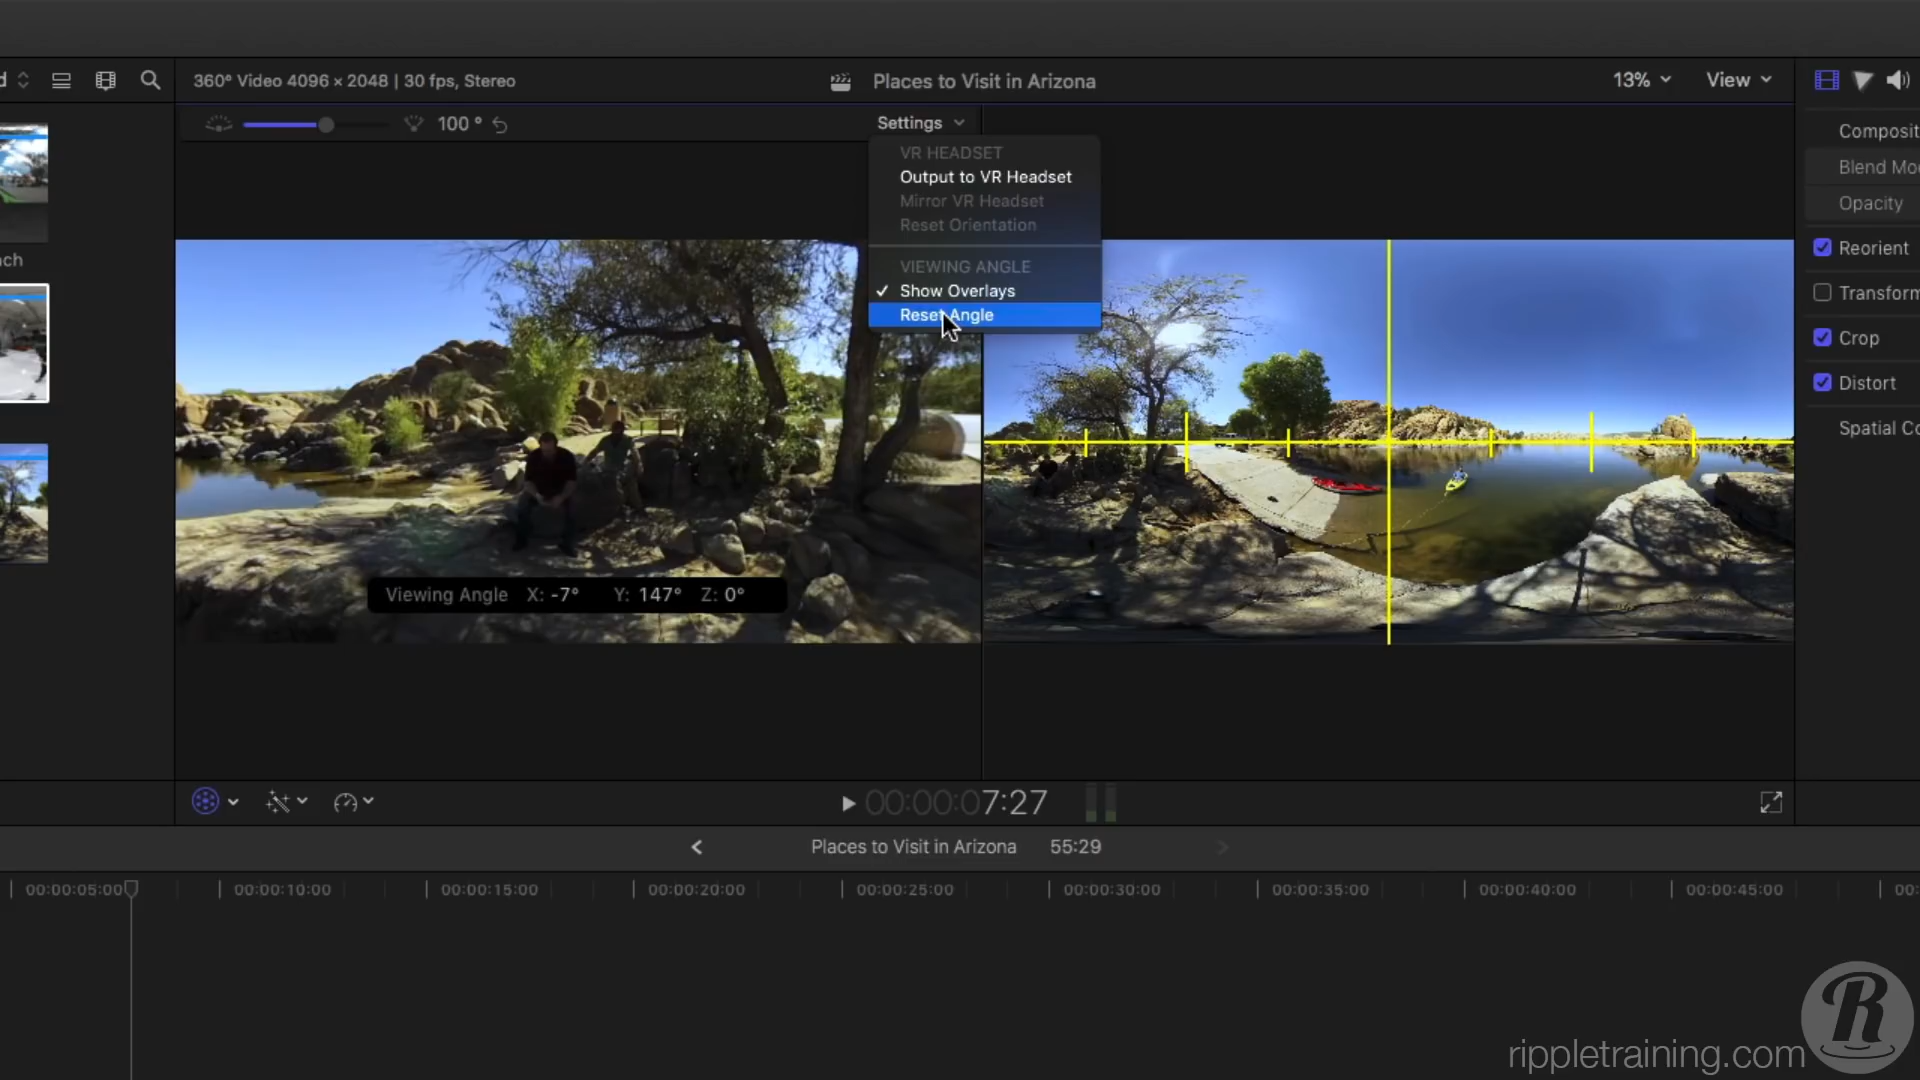 360° Video 4096 × 2048 | 30 fps, Stereo
Places to Visit in Arizona
13%
View
100 °
Settings
VR HEADSET
Output to VR Headset
Mirror VR Headset
Reset Orientation
VIEWING ANGLE
✓ Show Overlays
Reset Angle
Composit
Blend Mo
Opacity
Reorient
Transform
Crop
Distort
Spatial Co
Viewing Angle X: -7° Y: 147° Z: 0°
00:00:07:27
Places to Visit in Arizona 55:29
00:00:05:00 00:00:10:00 00:00:15:00 00:00:20:00 00:00:25:00 00:00:30:00 00:00:35:00 00:00:40:00 00:00:45:00 00:
R
rippletraining.com